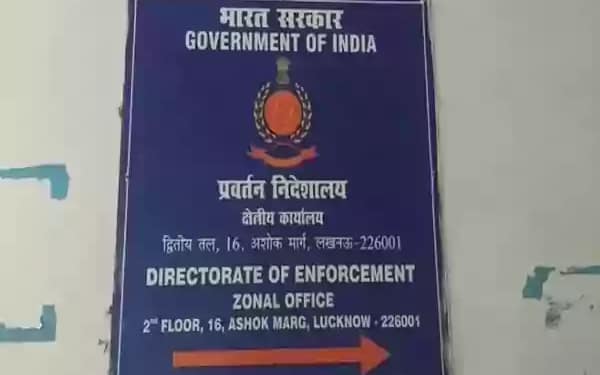 भारत सरकार
GOVERNMENT OF INDIA
प्रवर्तन निदेशालय
क्षेत्रीय कार्यालय
द्वितीय तल, 16, अशोक मार्ग, लखनऊ-226001
DIRECTORATE OF ENFORCEMENT
ZONAL OFFICE
2ND FLOOR, 16, ASHOK MARG, LUCKNOW - 226001